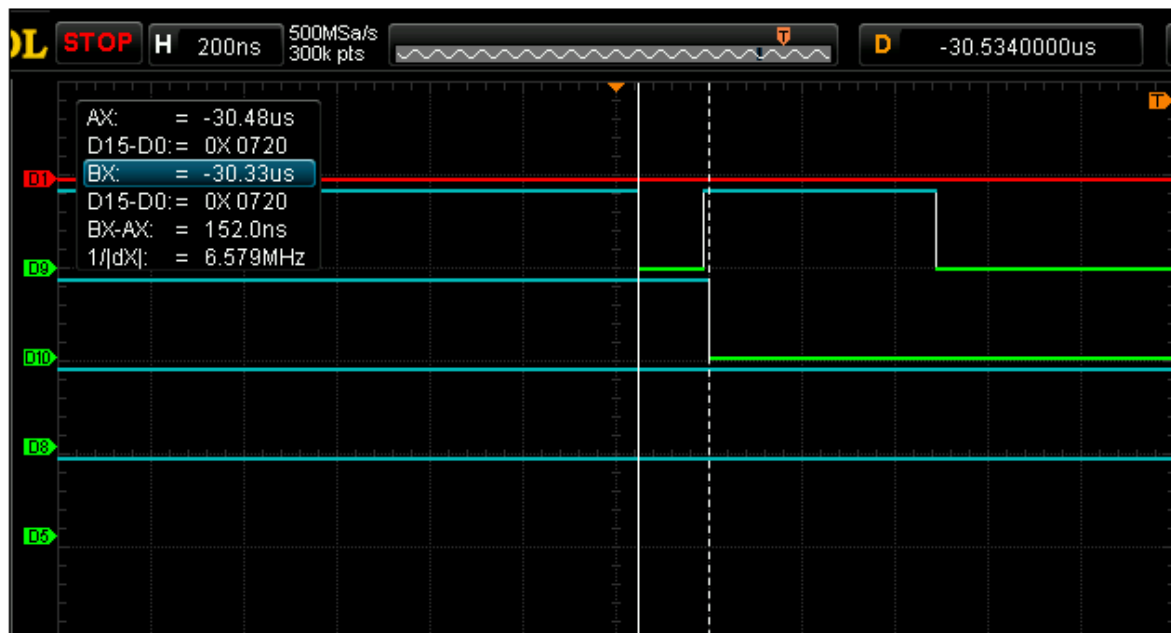 OL STOP H 200ns 500MSa/s
300k pts
T
D -30.5340000us
T
AX: = -30.48us
D15-D0: = 0X 0720
BX: = -30.33us
D15-D0: = 0X 0720
BX-AX: = 152.0ns
1/|dX|: = 6.579MHz
D1
D9
D10
D8
D5